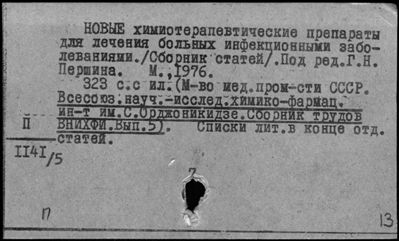 НОВЫЕ химиотерапевтические препараты
для лечения больных инфекционными забо-
леваниями./Сборник статей/.Под ред.Г.Н.
Першина. М.,1976.
323 с.с ил.(М-во мед.пром-сти СССР.
Всесоюз.науч.-исслед.химико-фармац.
ин-т им.С.Орджоникидзе.Сборник трудов
ВНИХФИ.Вып.5). Списки лит.в конце отд.
статей.
П
1141/5
7
п
13